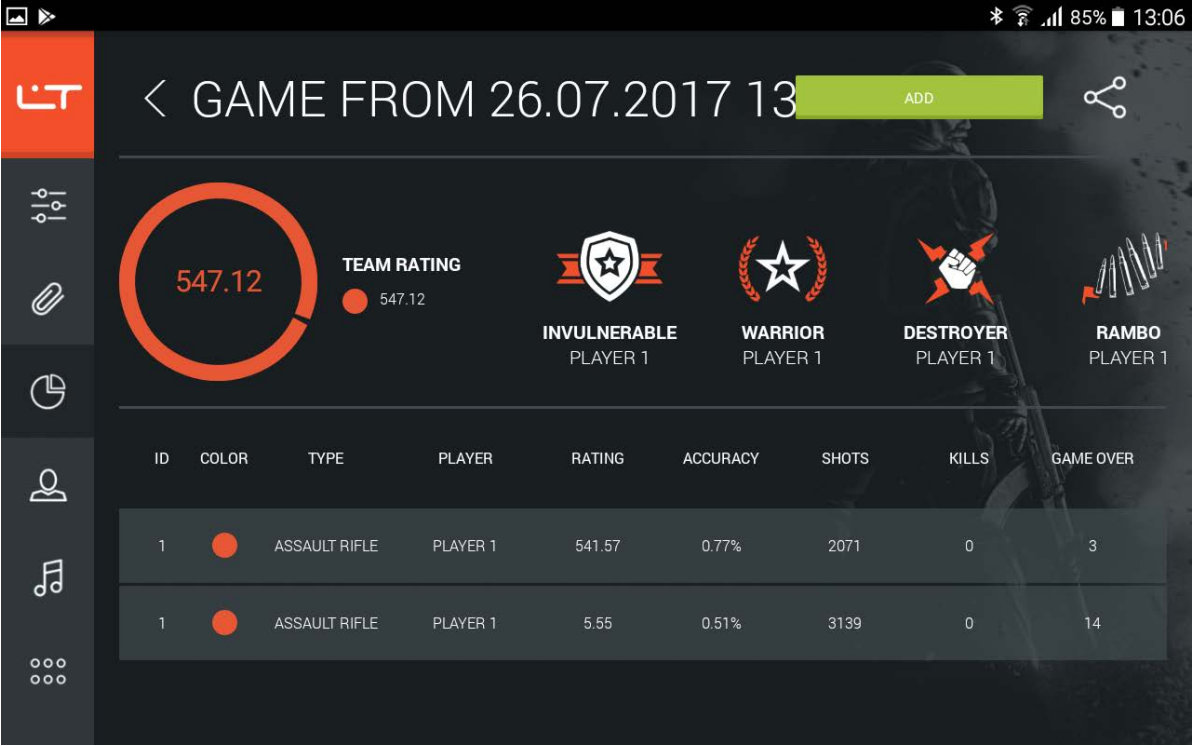 85% 13:06
LT
GAME FROM 26.07.2017 13
ADD
547.12
TEAM RATING
547.12
INVULNERABLE
PLAYER 1
WARRIOR
PLAYER 1
DESTROYER
PLAYER 1
RAMBO
PLAYER 1
ID COLOR TYPE PLAYER RATING ACCURACY SHOTS KILLS GAME OVER
1 ASSAULT RIFLE PLAYER 1 541.57 0.77% 2071 0 3
1 ASSAULT RIFLE PLAYER 1 5.55 0.51% 3139 0 14